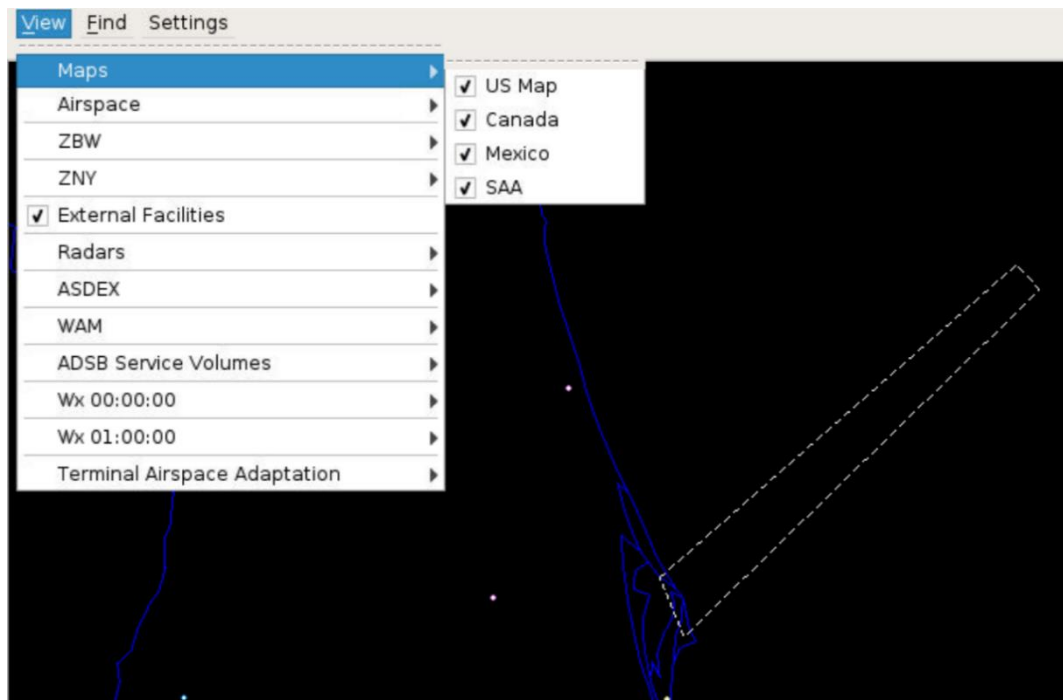 View Find Settings
Maps
Airspace
ZBW
ZNY
External Facilities
Radars
ASDEX
WAM
ADSB Service Volumes
Wx 00:00:00
Wx 01:00:00
Terminal Airspace Adaptation
US Map
Canada
Mexico
SAA